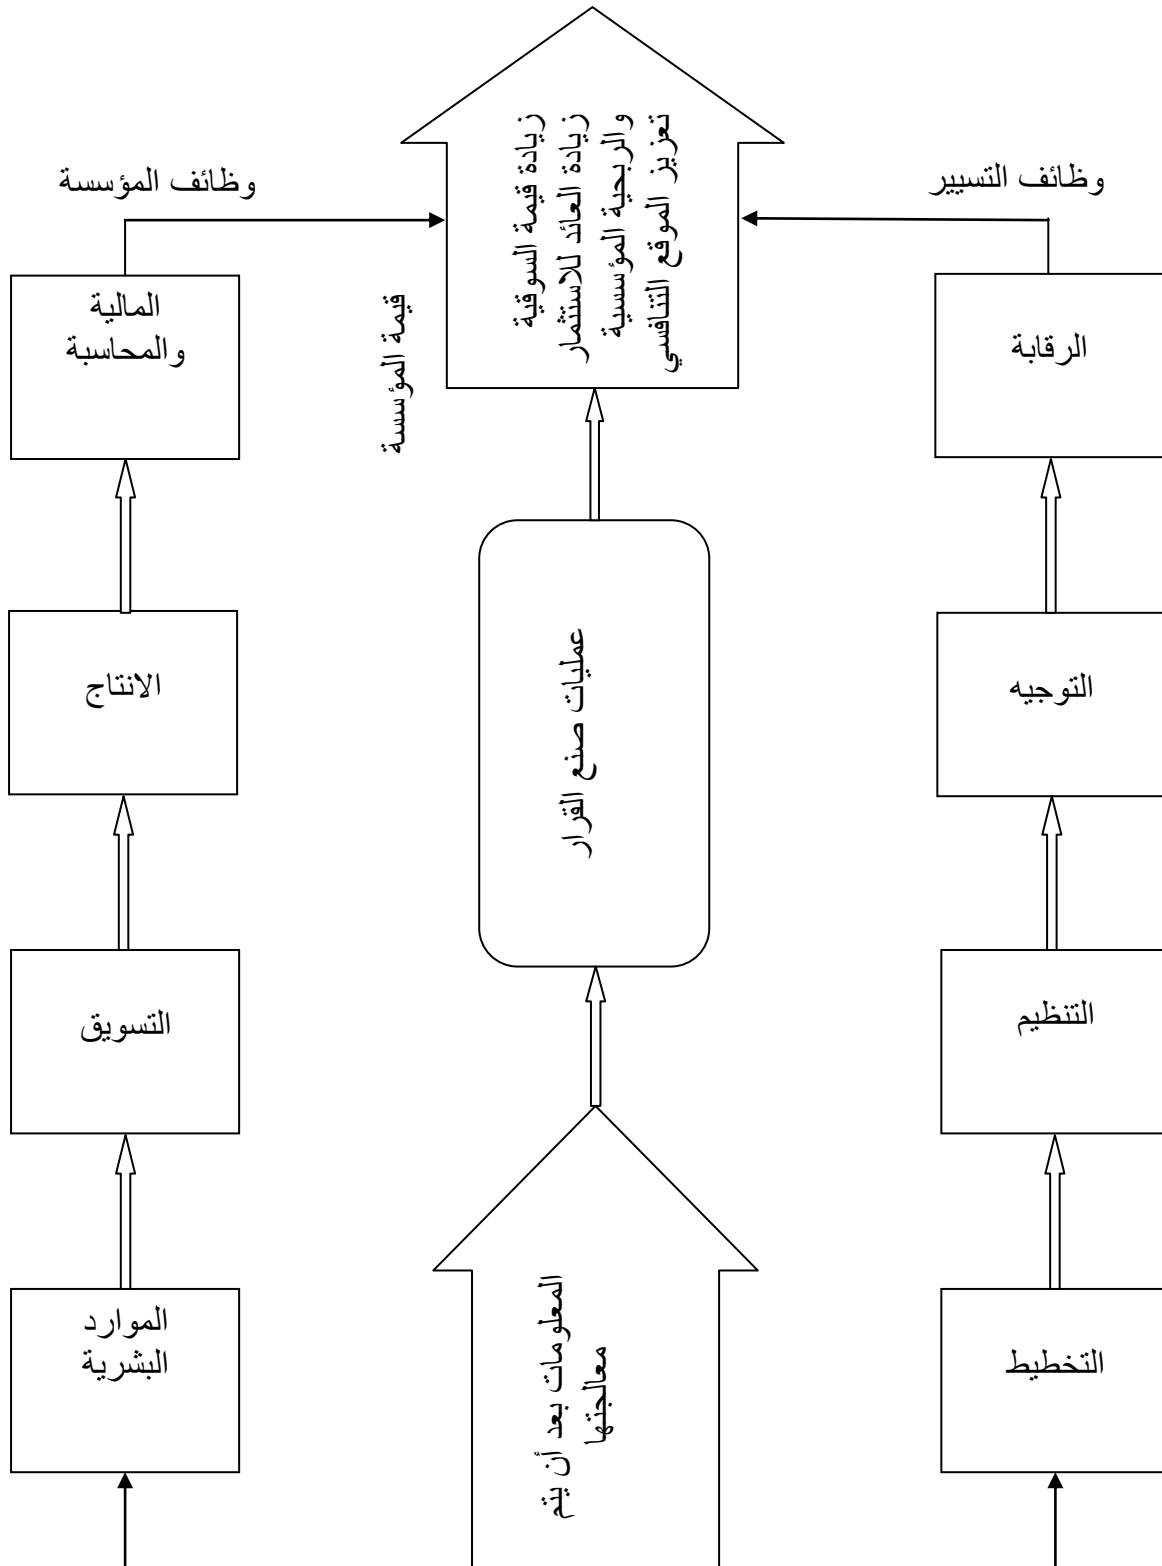 وظائف التسيير
الرقابة
التوجيه
التنظيم
التخطيط
زيادة قيمة السوقية
زيادة العائد للاستثمار
والربحية المؤسسية
تعزيز الموقع التنافسي
قيمة المؤسسة
عمليات صنع القرار
المعلومات بعد أن يتم
معالجتها
وظائف المؤسسة
المالية
والمحاسبة
الانتاج
التسويق
الموارد
البشرية